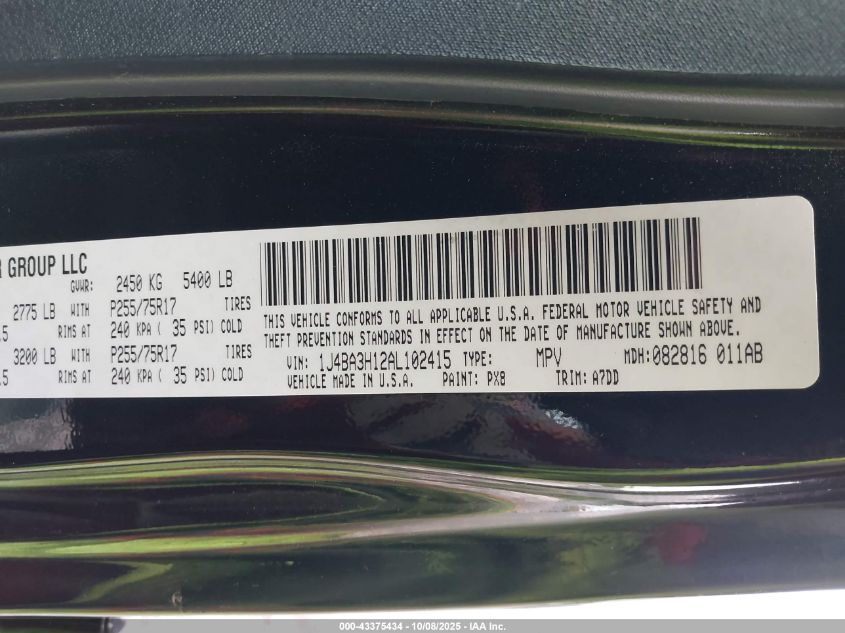 R GROUP LLC
GVWR: 2450 KG 5400 LB
2775 LB WITH P255/75R17 TIRES
.5 RIMS AT 240 KPA ( 35 PSI) COLD
3200 LB WITH P255/75R17 TIRES
.5 RIMS AT 240 KPA ( 35 PSI) COLD
THIS VEHICLE CONFORMS TO ALL APPLICABLE U.S.A. FEDERAL MOTOR VEHICLE SAFETY AND
THEFT PREVENTION STANDARDS IN EFFECT ON THE DATE OF MANUFACTURE SHOWN ABOVE.
VIN: 1J4BA3H12AL102415 TYPE: MPV MDH:082816 011AB
VEHICLE MADE IN U.S.A. PAINT: PX8 TRIM: A7DD
000-43375434 - 10/08/2025 - IAA Inc.